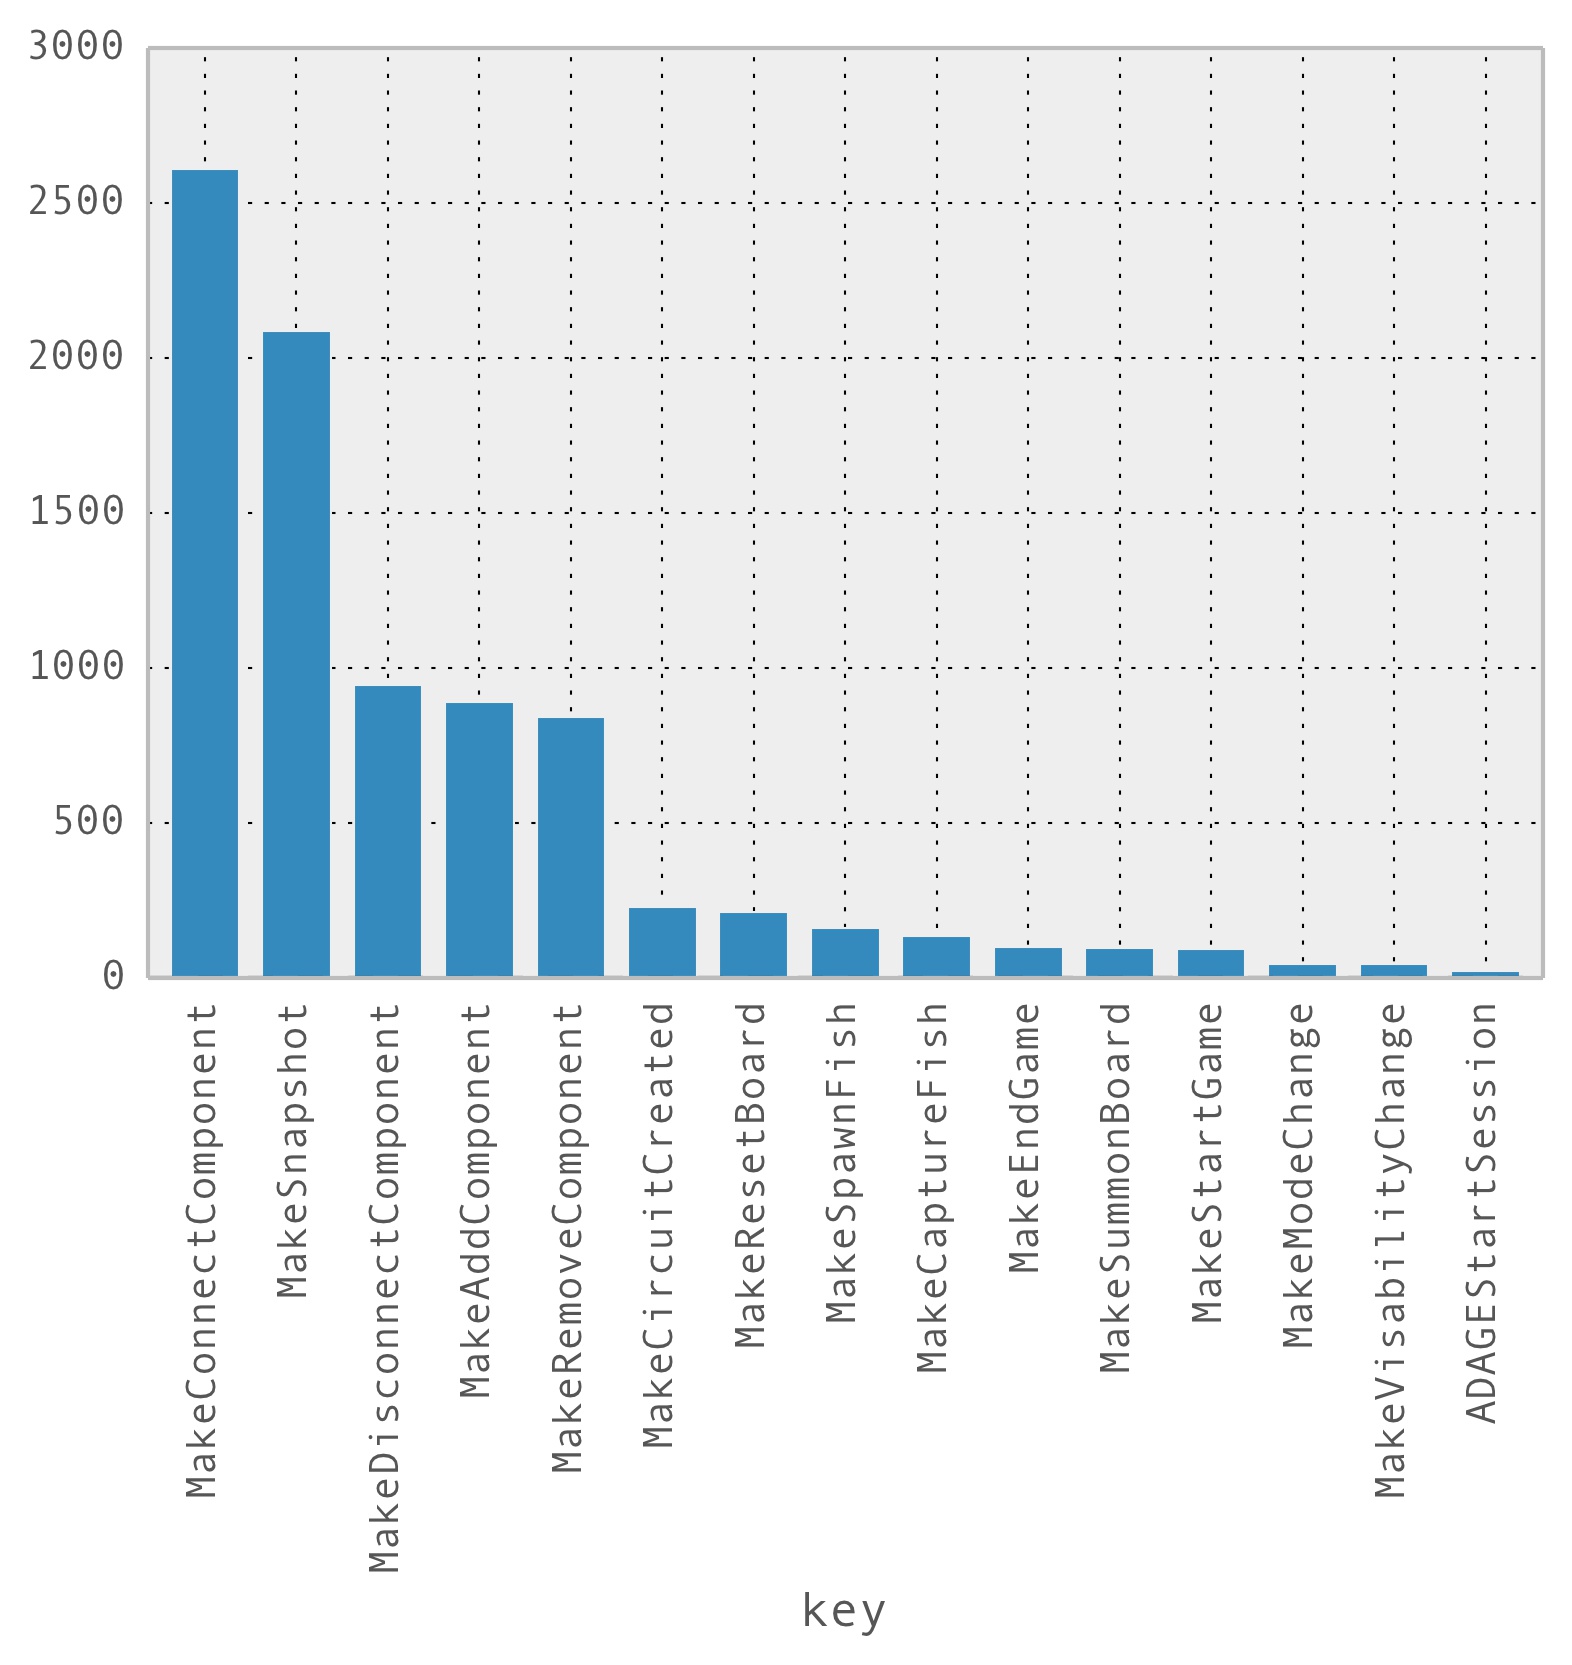 3000
2500
2000
1500
1000
500
0
MakeConnectComponent
MakeSnapshot
MakeDisconnectComponent
MakeAddComponent
MakeRemoveComponent
MakeCircuitCreated
MakeResetBoard
MakeSpawnFish
MakeCaptureFish
MakeEndGame
MakeSummonBoard
MakeStartGame
MakeModeChange
MakeVisabilityChange
ADAGEStartSession
key